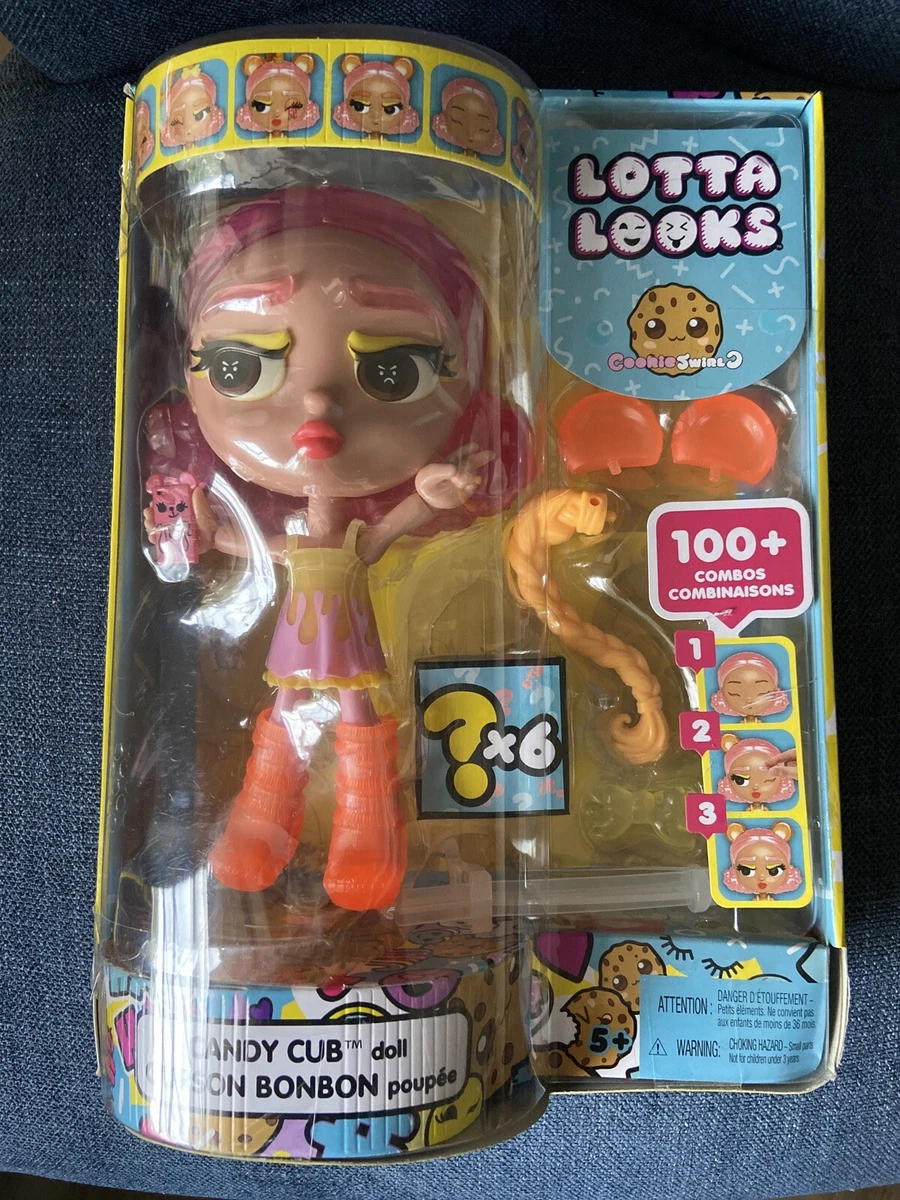 LOTTA
LOOKS
CookieSwirlC
100+
COMBOS
COMBINAISONS
1
?x6
2
3
5+
ATTENTION: DANGER D'ÉTOUFFEMENT –
Petits éléments. Ne convient pas
aux enfants de moins de 36 mois.
WARNING: CHOKING HAZARD – Small parts
Not for children under 3 years.
CANDY CUB™ doll
BONBON poupée